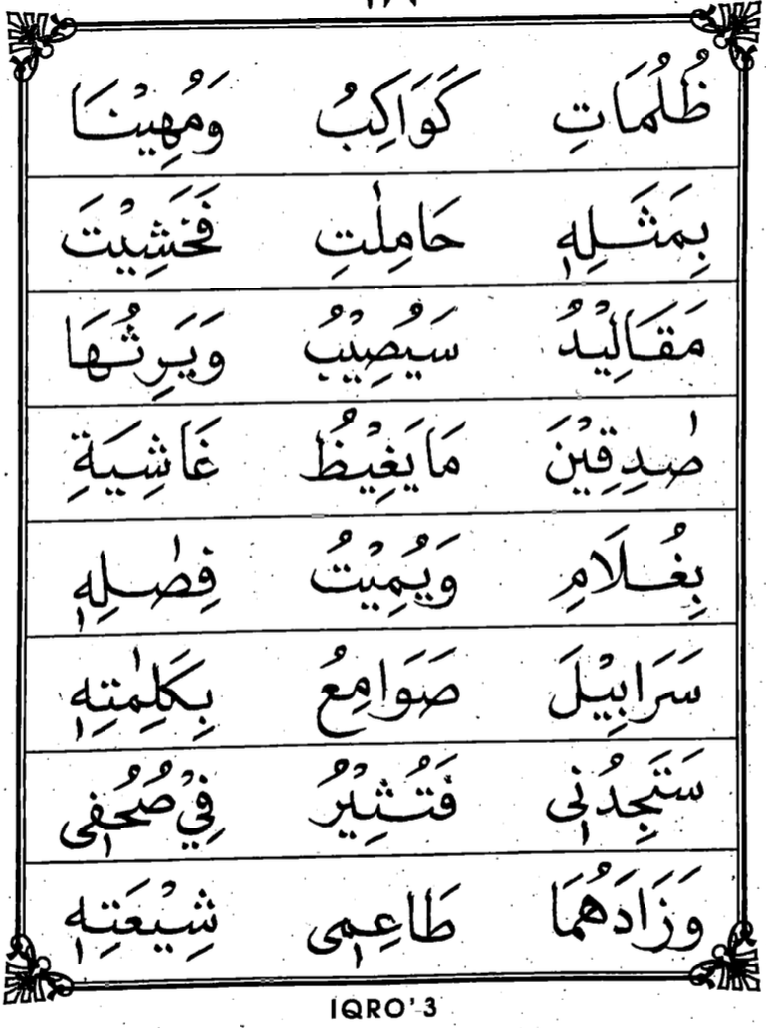 ظُلُمَاتِ كَوَاكِبُ وَمُهِيْنَا
بِمَثَلِهٖ حَامِلٰتِ فَخَشِيْتَ
مَقَالِيْدُ سَيُصِيْبُ وَيَرِثُهَا
صٰدِقِيْنَ مَايَغِيْظُ غَاشِيَةِ
بِغُلَامِ وَيُمِيْتُ فِصٰلِهٖ
سَرَابِيْلَ صَوَامِعُ بِكَلِمٰتِهٖ
سَتَجِدُنٖى فَتُثِيْرُ فِيْ صُحُفٖى
وَزَادَهُمَا طَاعِمٖى شِيْعَتِهٖ
IQRO' 3